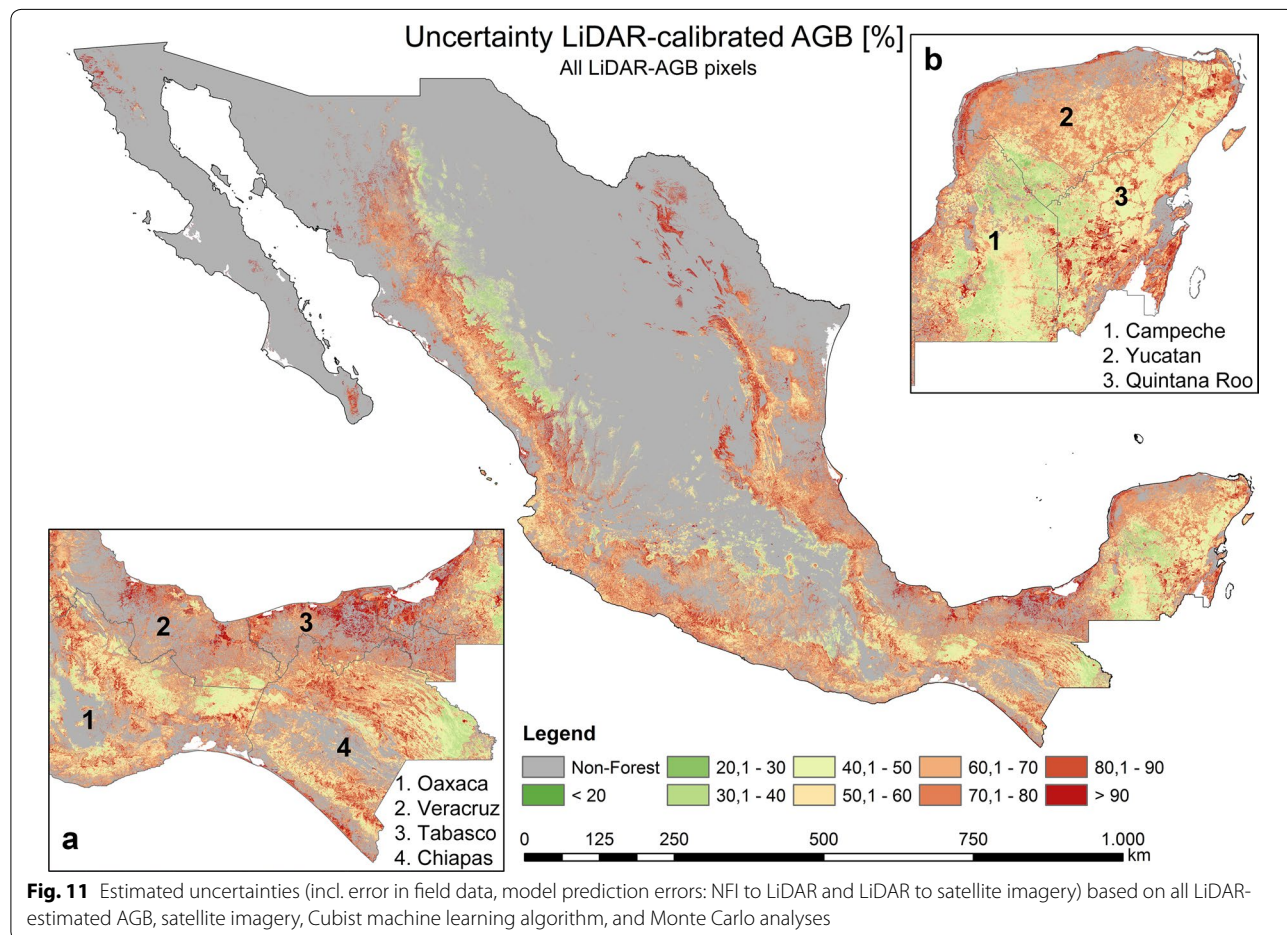 Uncertainty LiDAR-calibrated AGB [%]
All LiDAR-AGB pixels
b
2
3
1
1. Campeche
2. Yucatan
3. Quintana Roo
2
3
1
4
1. Oaxaca
2. Veracruz
3. Tabasco
4. Chiapas
a
Legend
Non-Forest 20,1 - 30 40,1 - 50 60,1 - 70 80,1 - 90
< 20 30,1 - 40 50,1 - 60 70,1 - 80 > 90
0 125 250 500 750 1.000
km
Fig. 11 Estimated uncertainties (incl. error in field data, model prediction errors: NFI to LiDAR and LiDAR to satellite imagery) based on all LiDAR-
estimated AGB, satellite imagery, Cubist machine learning algorithm, and Monte Carlo analyses